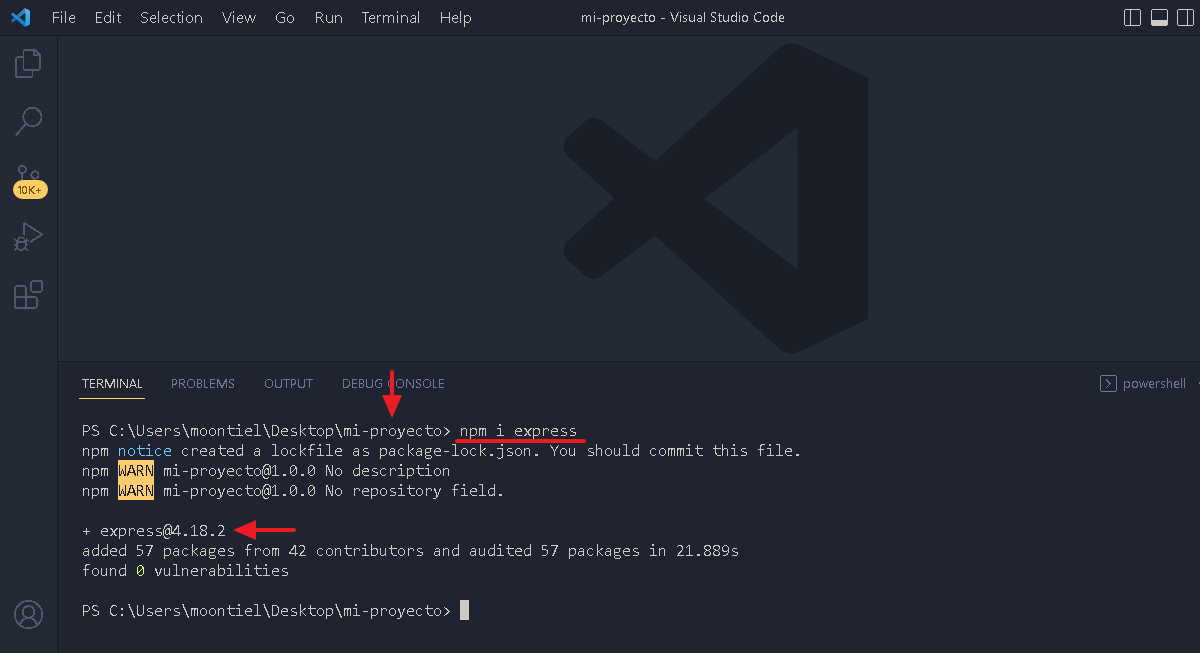 File Edit Selection View Go Run Terminal Help mi-proyecto - Visual Studio Code
10K+
TERMINAL PROBLEMS OUTPUT DEBUG CONSOLE powershell
PS C:\Users\moontiel\Desktop\mi-proyecto> npm i express
npm notice created a lockfile as package-lock.json. You should commit this file.
npm WARN mi-proyecto@1.0.0 No description
npm WARN mi-proyecto@1.0.0 No repository field.
+ express@4.18.2
added 57 packages from 42 contributors and audited 57 packages in 21.889s
found 0 vulnerabilities
PS C:\Users\moontiel\Desktop\mi-proyecto>